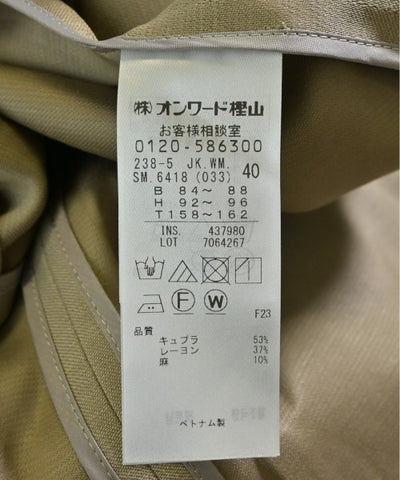 (株)オンワード樫山
お客様相談室
0120-586300
238-5 JK.WM.
SM.6418 (033) 40
B 84～ 88
H 92～ 96
T 158～162
INS. 437980
LOT 7064267
F W
F23
品質
キュプラ 53%
レーヨン 37%
麻 10%
ベトナム製